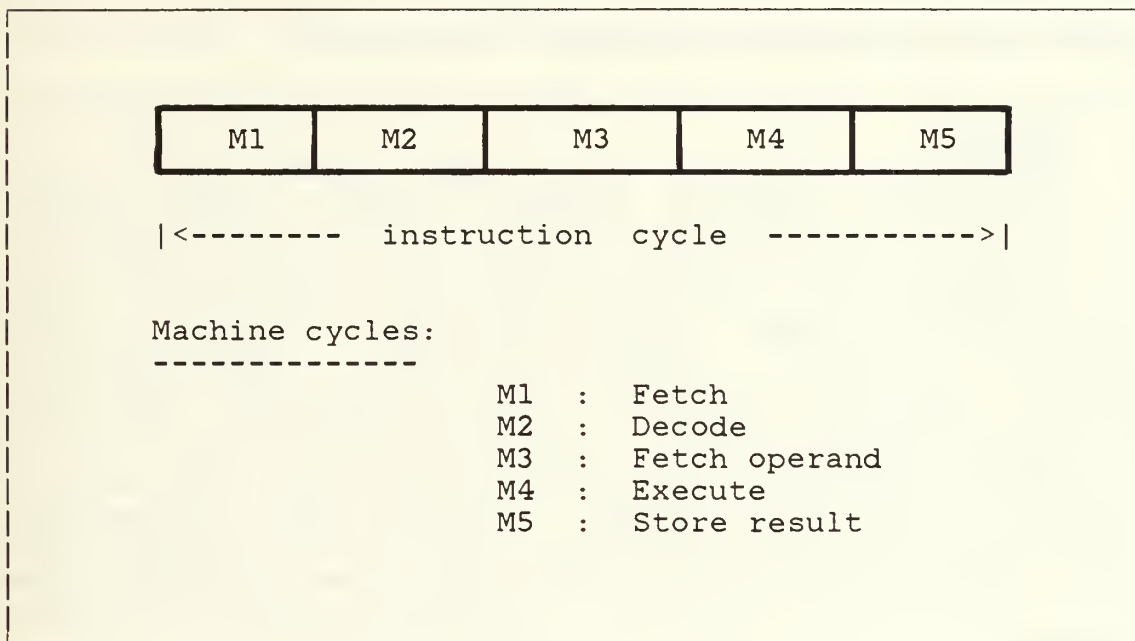 M1 M2 M3 M4 M5
|<-------- instruction cycle ----------->|
Machine cycles:
---------------
M1 : Fetch
M2 : Decode
M3 : Fetch operand
M4 : Execute
M5 : Store result